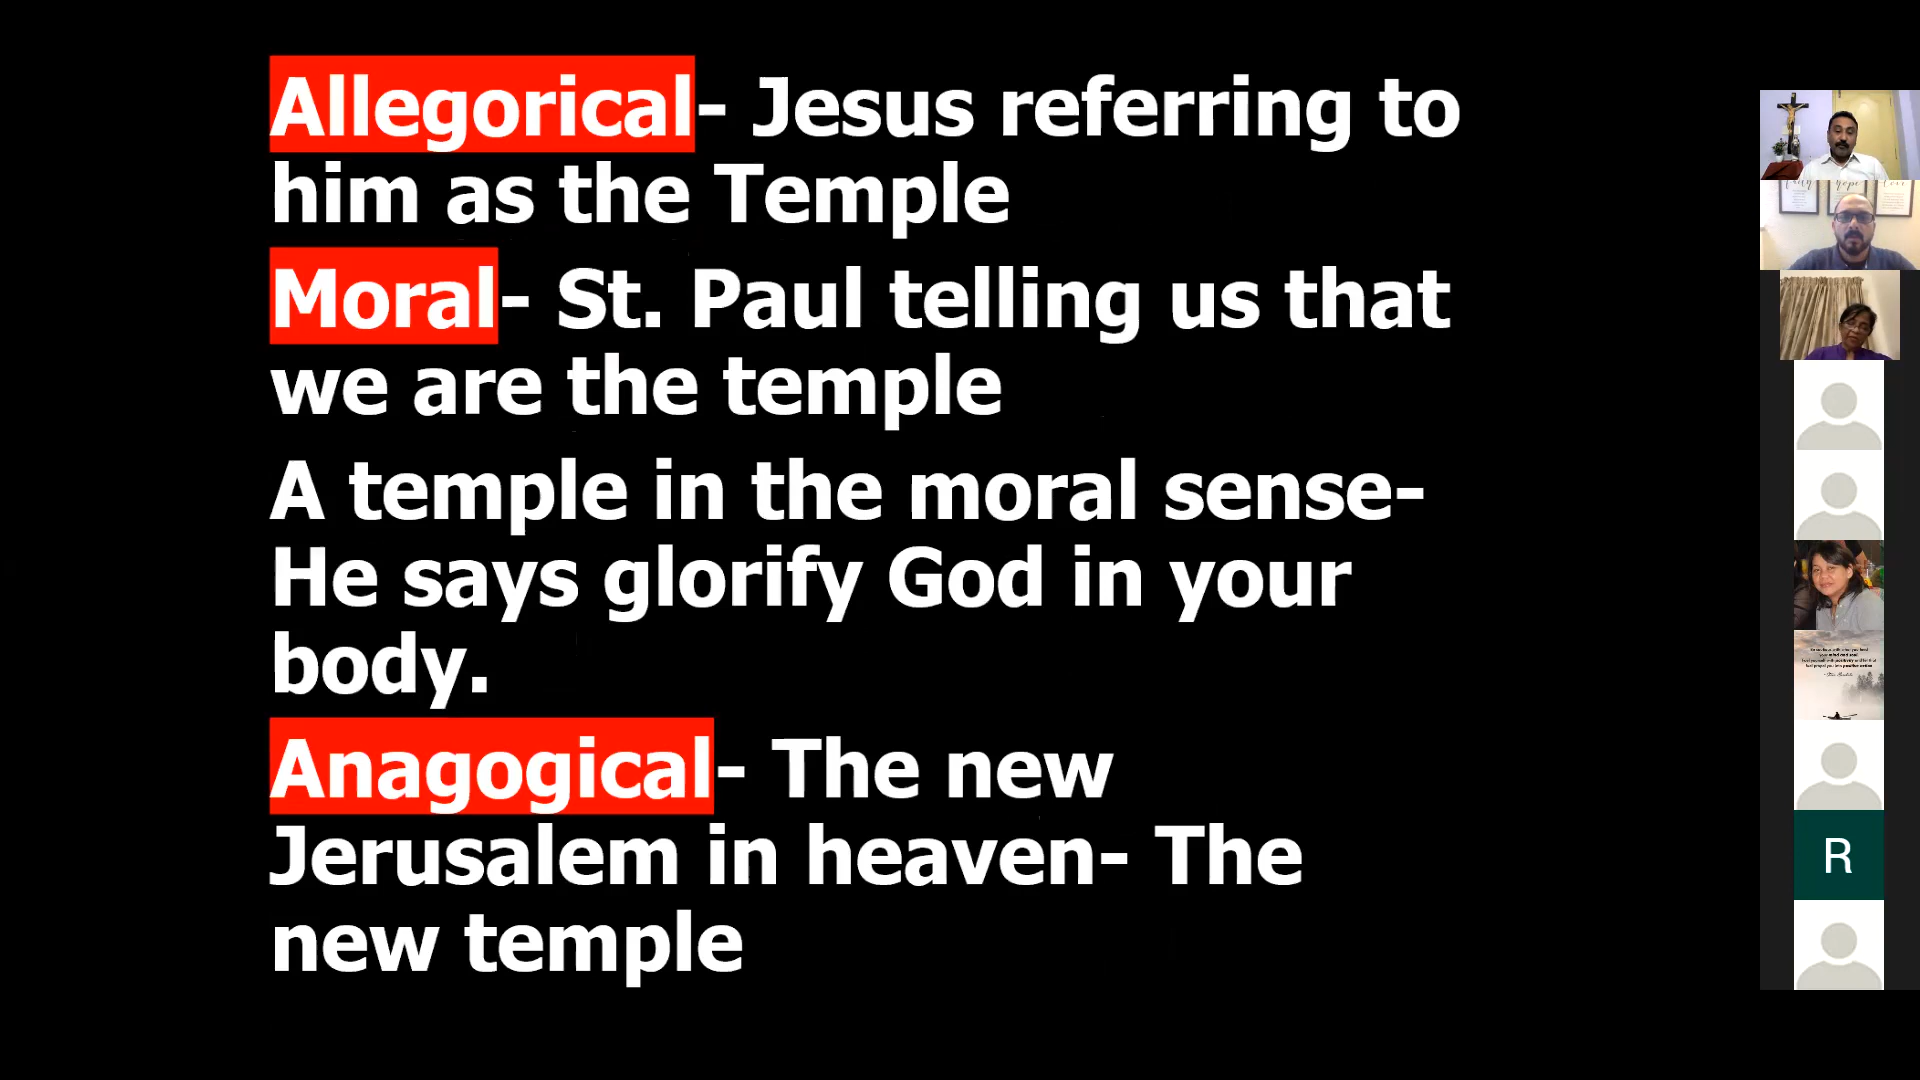 Allegorical- Jesus referring to
him as the Temple
Moral- St. Paul telling us that
we are the temple
A temple in the moral sense-
He says glorify God in your
body.
Anagogical- The new
Jerusalem in heaven- The
new temple
hope
R